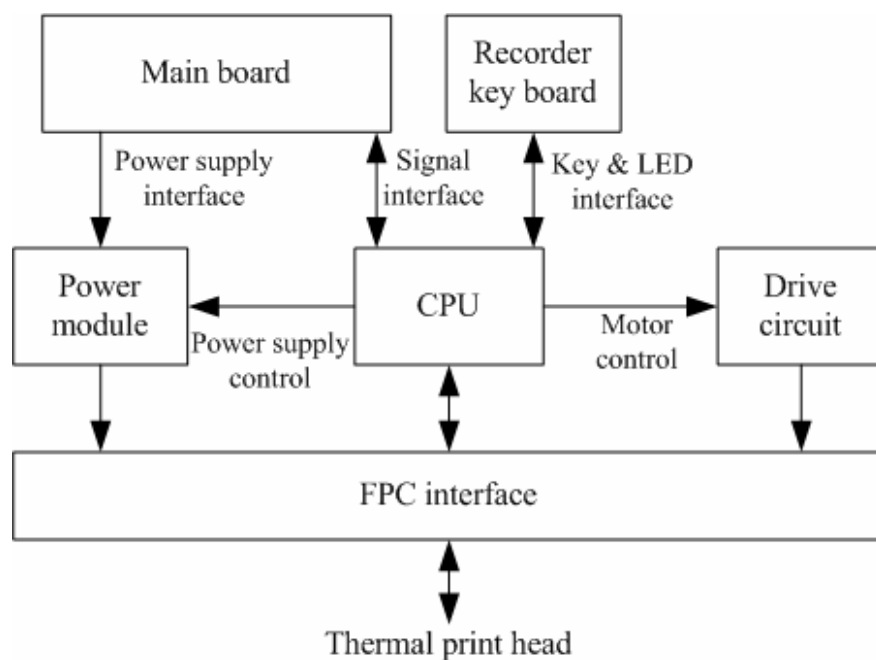 Main board
Recorder
key board
Power supply
interface
Signal
interface
Key & LED
interface
Power
module
CPU
Drive
circuit
Power supply
control
Motor
control
FPC interface
Thermal print head